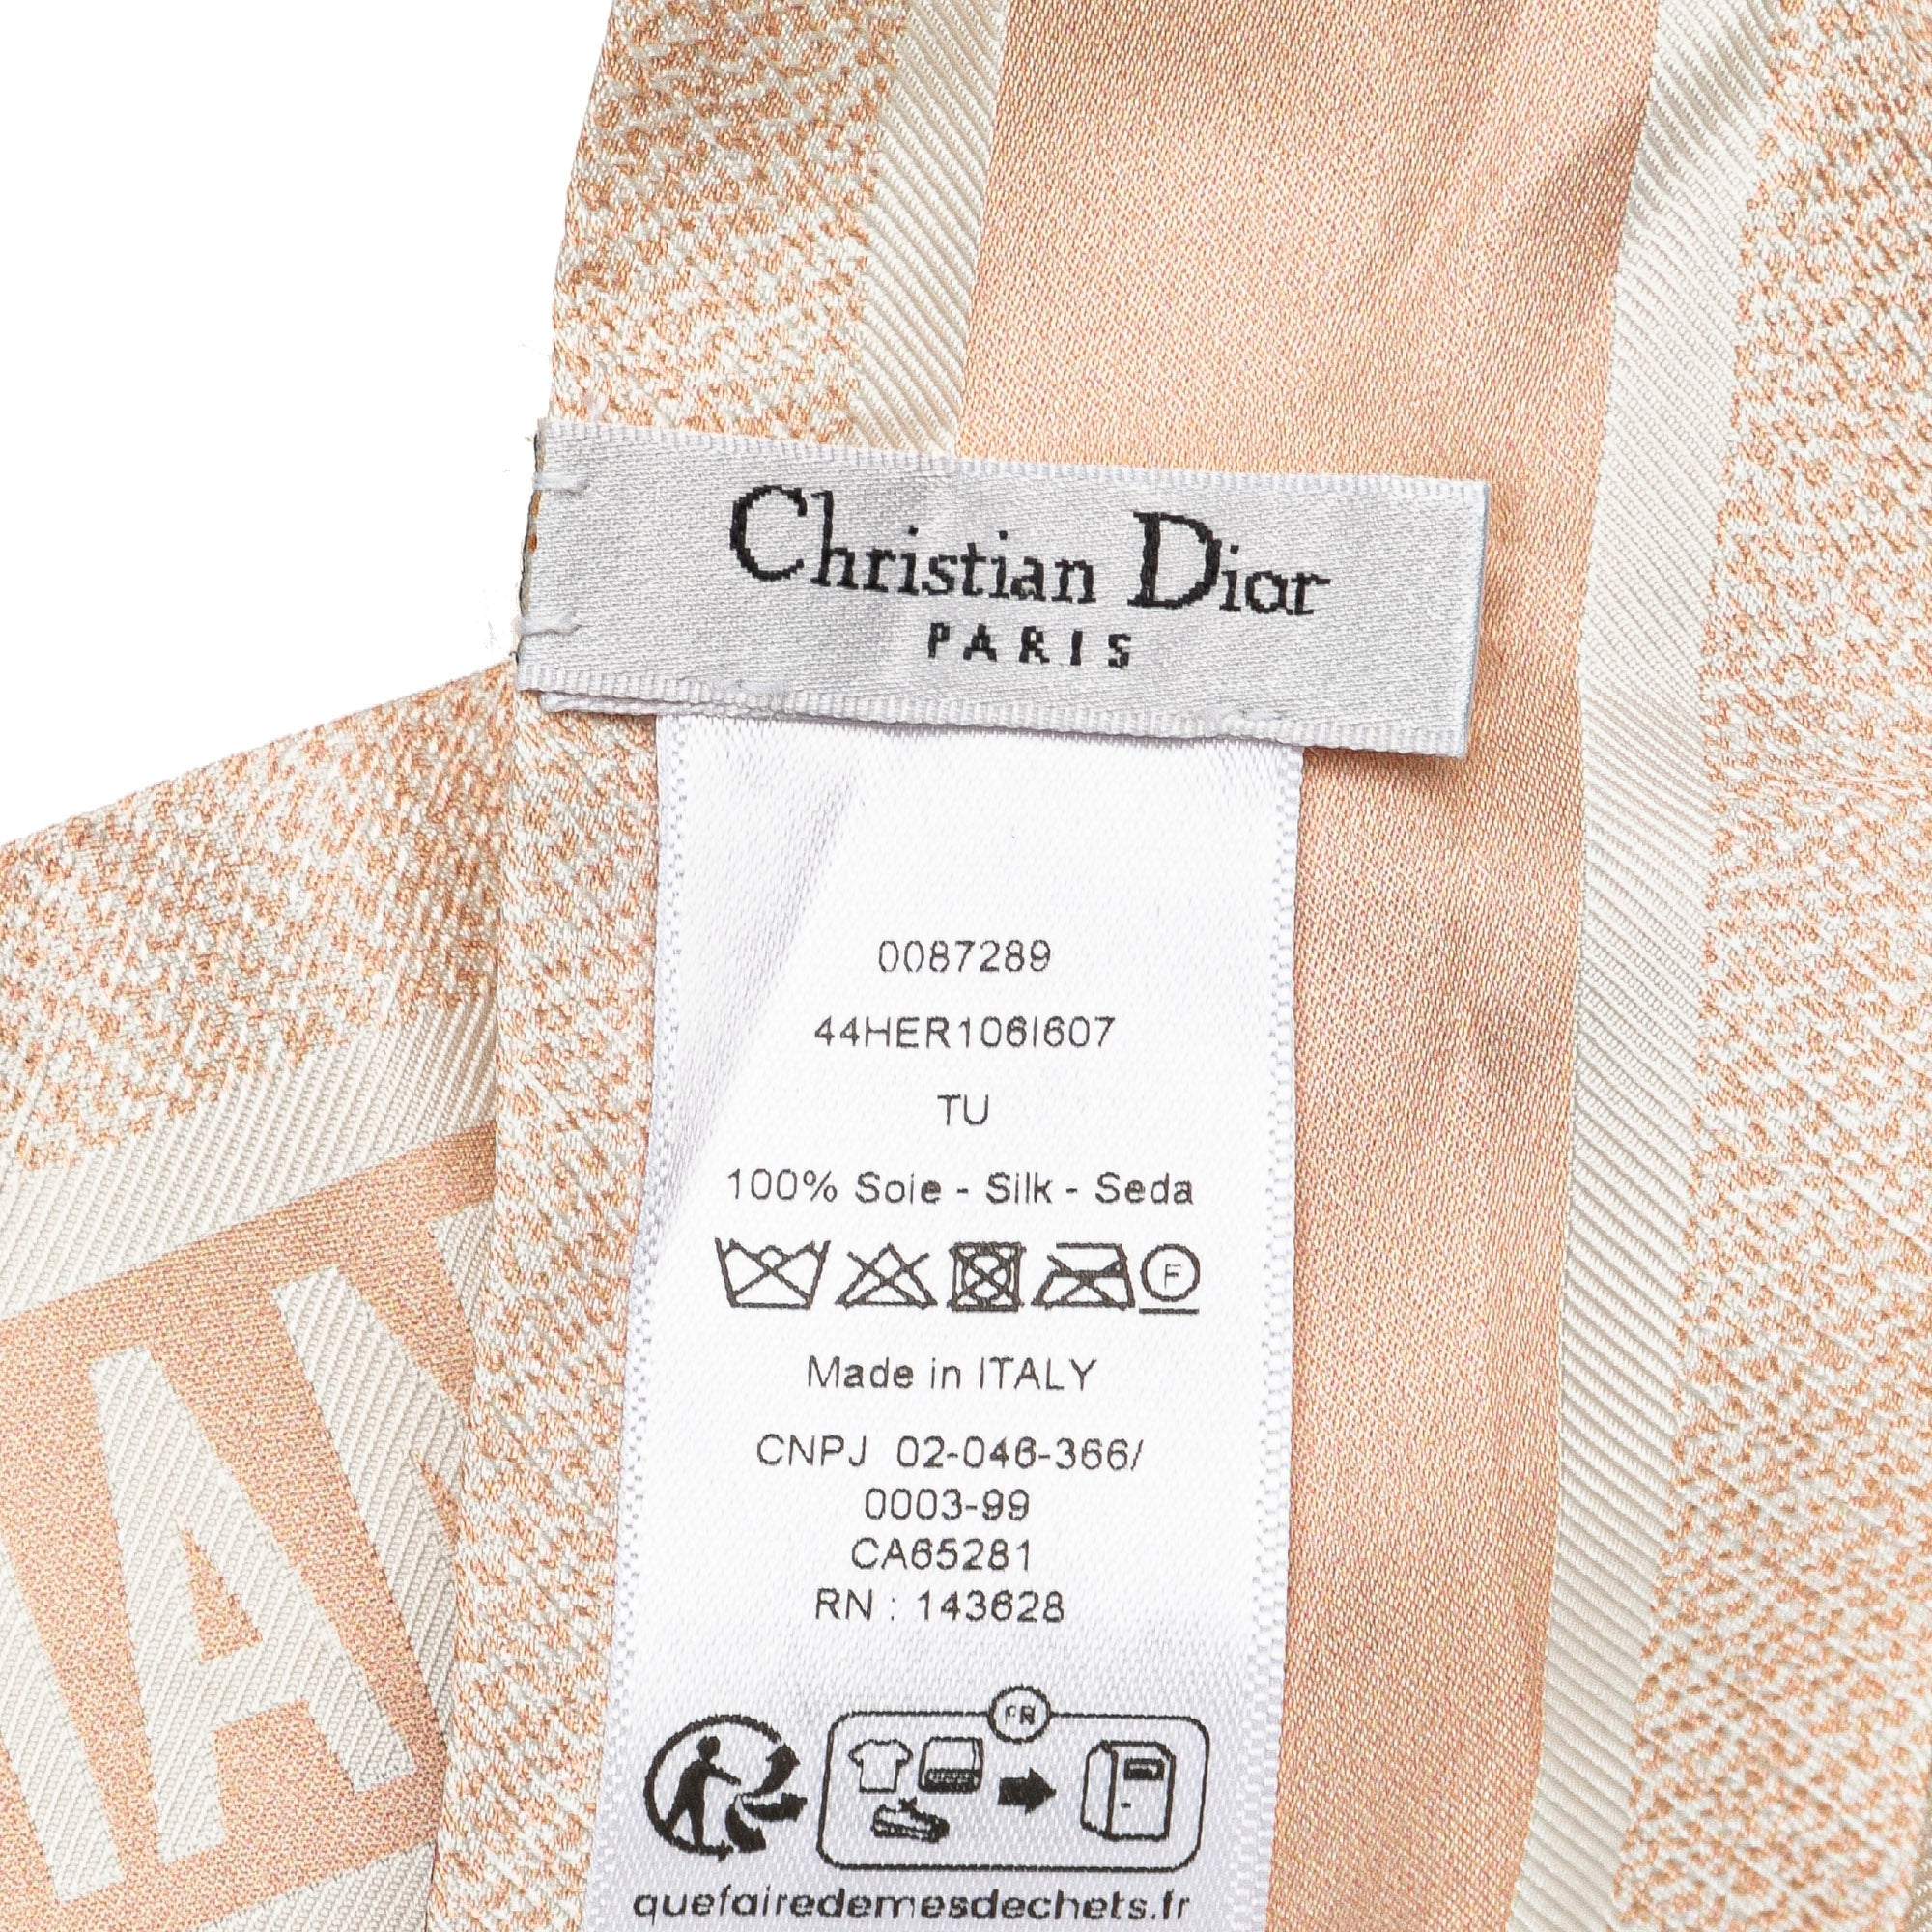 Christian Dior
PARIS
0087289
44HER106I607
TU
100% Soie - Silk - Seda
F
Made in ITALY
CNPJ 02-046-366/
0003-99
CA65281
RN : 143628
FR
quefairedemesdechets.fr
A